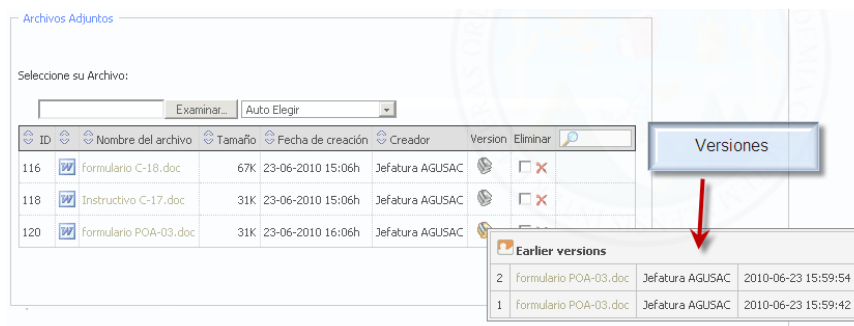 Archivos Adjuntos
Seleccione su Archivo:
Examinar... Auto Elegir
ID Nombre del archivo Tamaño Fecha de creación Creador Version Eliminar
116 formulario C-18.doc 67K 23-06-2010 15:06h Jefatura AGUSAC
118 Instructivo C-17.doc 31K 23-06-2010 15:06h Jefatura AGUSAC
120 formulario POA-03.doc 31K 23-06-2010 16:06h Jefatura AGUSAC
Versiones
Earlier versions
2 formulario POA-03.doc Jefatura AGUSAC 2010-06-23 15:59:54
1 formulario POA-03.doc Jefatura AGUSAC 2010-06-23 15:59:42